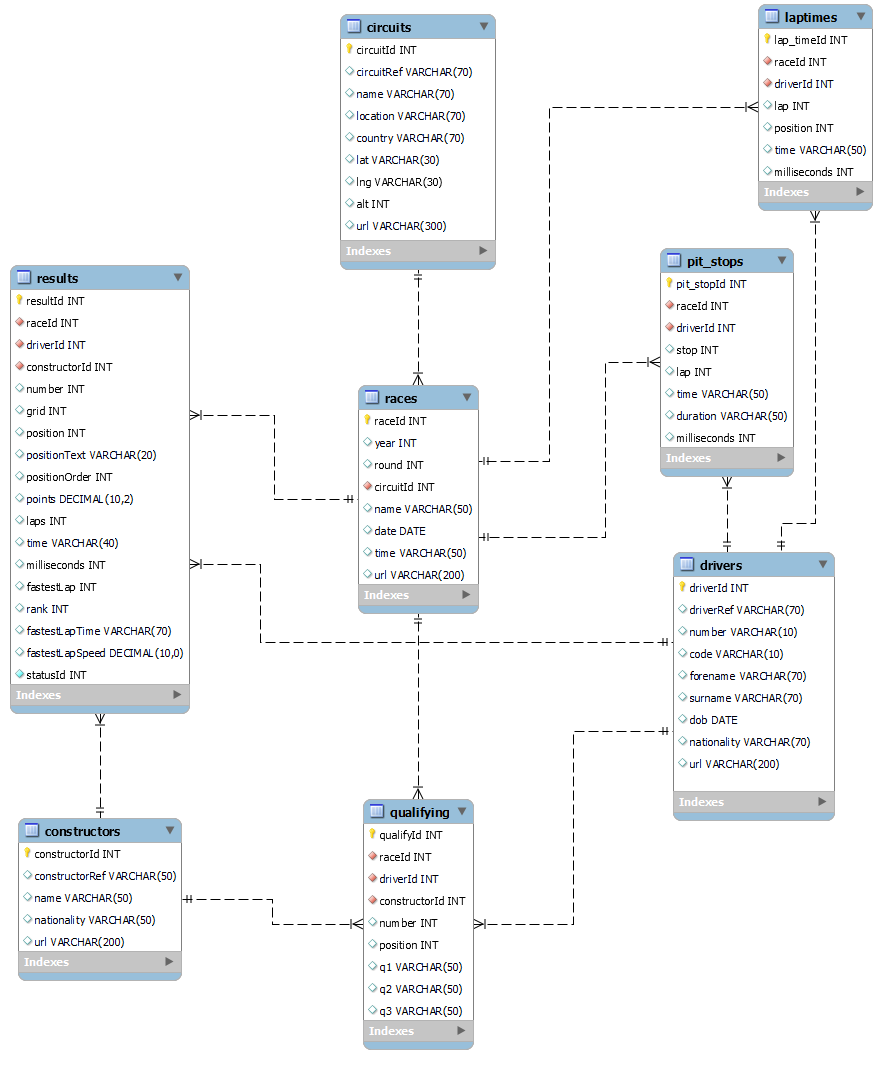 circuits
circuitId INT
circuitRef VARCHAR(70)
name VARCHAR(70)
location VARCHAR(70)
country VARCHAR(70)
lat VARCHAR(30)
lng VARCHAR(30)
alt INT
url VARCHAR(300)
Indexes
laptimes
lap_timeId INT
raceId INT
driverId INT
lap INT
position INT
time VARCHAR(50)
milliseconds INT
Indexes
results
resultId INT
raceId INT
driverId INT
constructorId INT
number INT
grid INT
position INT
positionText VARCHAR(20)
positionOrder INT
points DECIMAL(10,2)
laps INT
time VARCHAR(40)
milliseconds INT
fastestLap INT
rank INT
fastestLapTime VARCHAR(70)
fastestLapSpeed DECIMAL(10,0)
statusId INT
Indexes
races
raceId INT
year INT
round INT
circuitId INT
name VARCHAR(50)
date DATE
time VARCHAR(50)
url VARCHAR(200)
Indexes
pit_stops
pit_stopId INT
raceId INT
driverId INT
stop INT
lap INT
time VARCHAR(50)
duration VARCHAR(50)
milliseconds INT
Indexes
drivers
driverId INT
driverRef VARCHAR(70)
number VARCHAR(10)
code VARCHAR(10)
forename VARCHAR(70)
surname VARCHAR(70)
dob DATE
nationality VARCHAR(70)
url VARCHAR(200)
Indexes
constructors
constructorId INT
constructorRef VARCHAR(50)
name VARCHAR(50)
nationality VARCHAR(50)
url VARCHAR(200)
Indexes
qualifying
qualifyId INT
raceId INT
driverId INT
constructorId INT
number INT
position INT
q1 VARCHAR(50)
q2 VARCHAR(50)
q3 VARCHAR(50)
Indexes